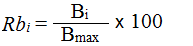 Rbi = Bi / Bmax x 100